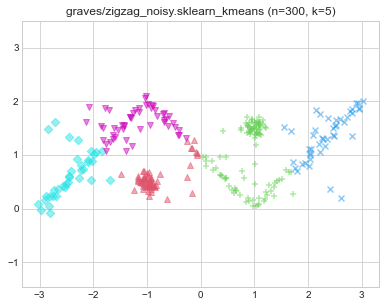 graves/zigzag_noisy.sklearn_kmeans (n=300, k=5)
3
2
1
0
−1
−3 −2 −1 0 1 2 3